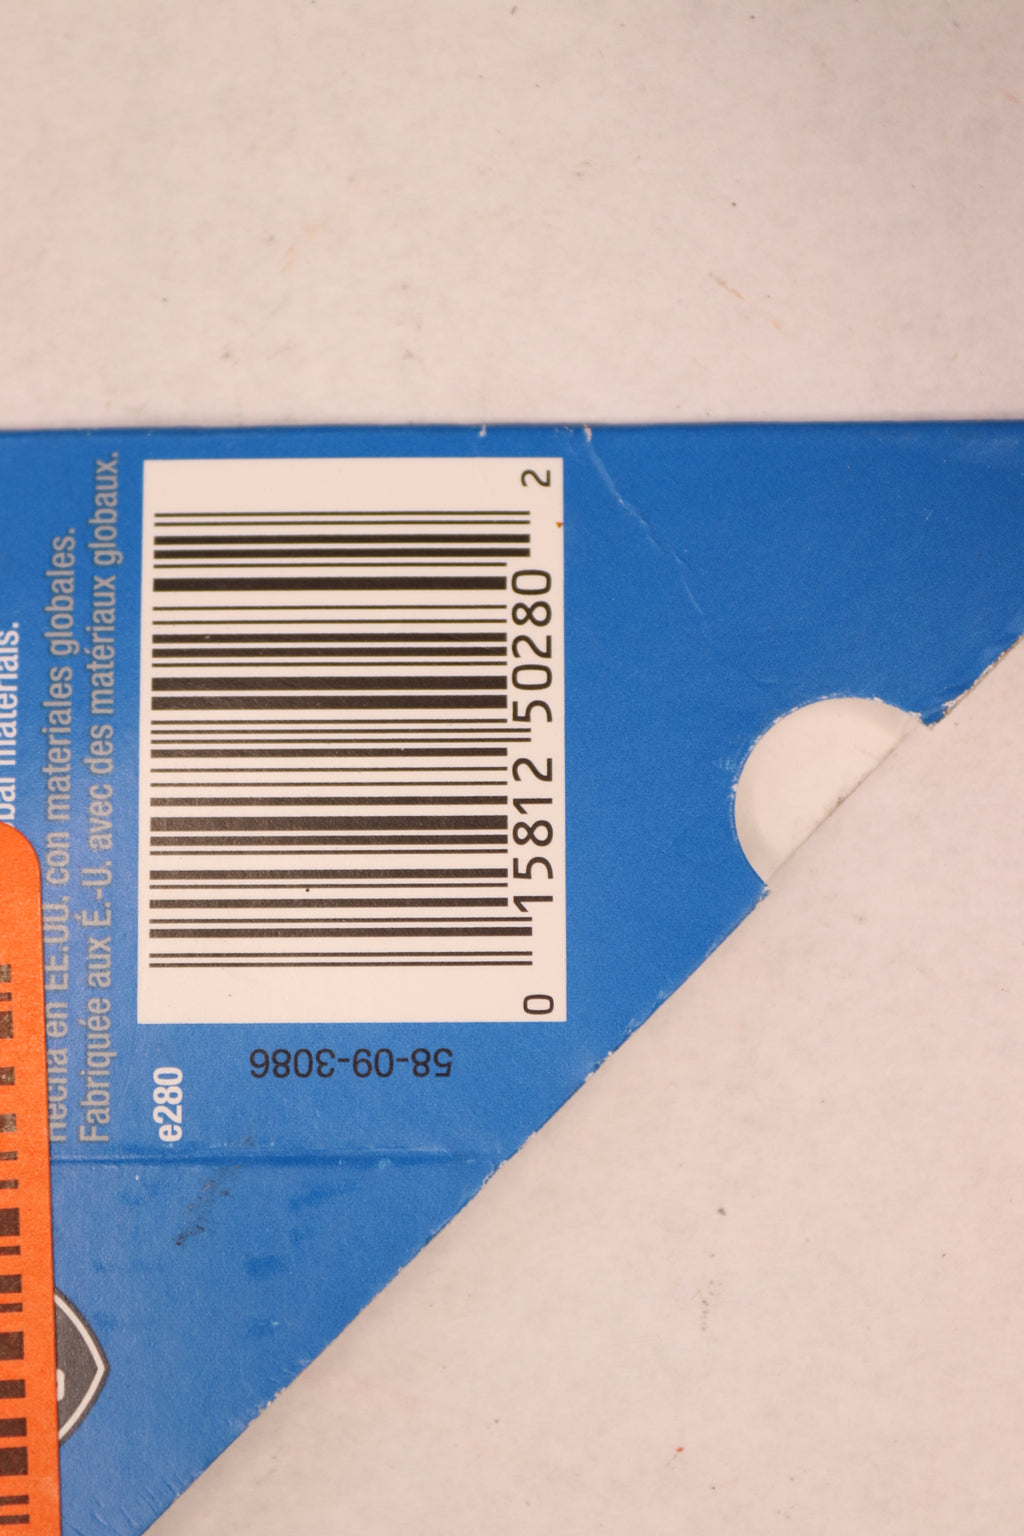 bal materials.
Hecha en EE.UU. con materiales globales.
Fabriquée aux É.-U. avec des matériaux globaux.
e280
0 15812 50280 2
58-09-3086